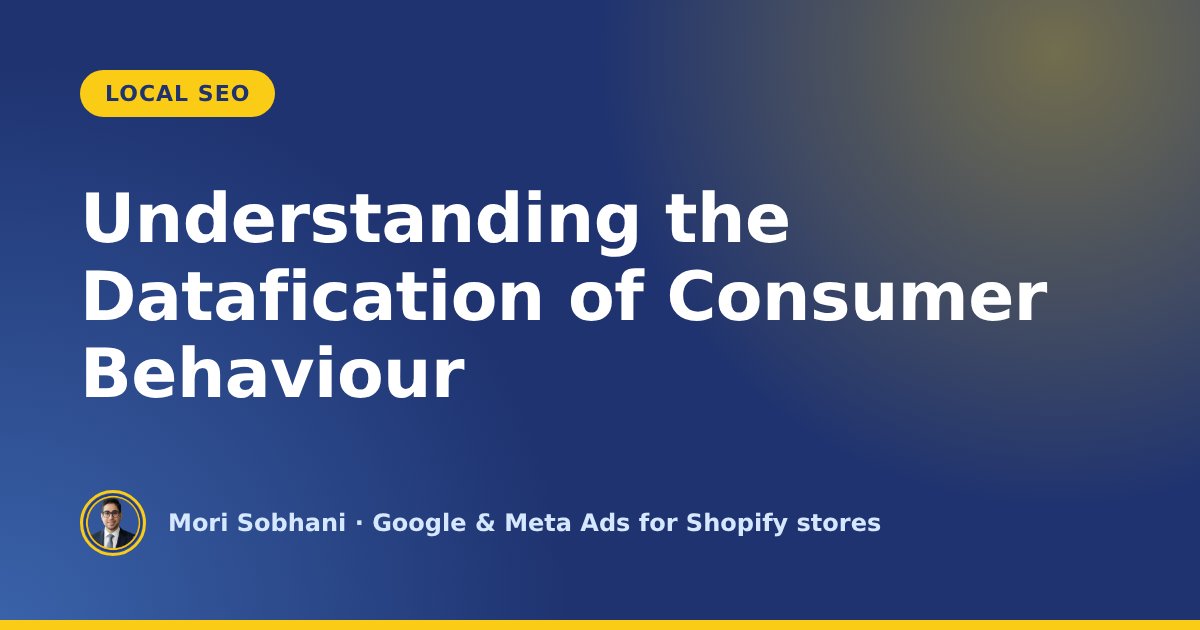 LOCAL SEO
Understanding the
Datafication of Consumer
Behaviour
Mori Sobhani · Google & Meta Ads for Shopify stores